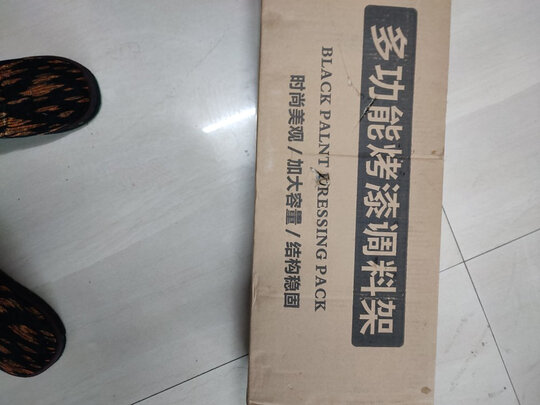 多功能烤漆调料架
BLACK PALNT DRESSING PACK
时尚美观 / 加大容量 / 结构稳固